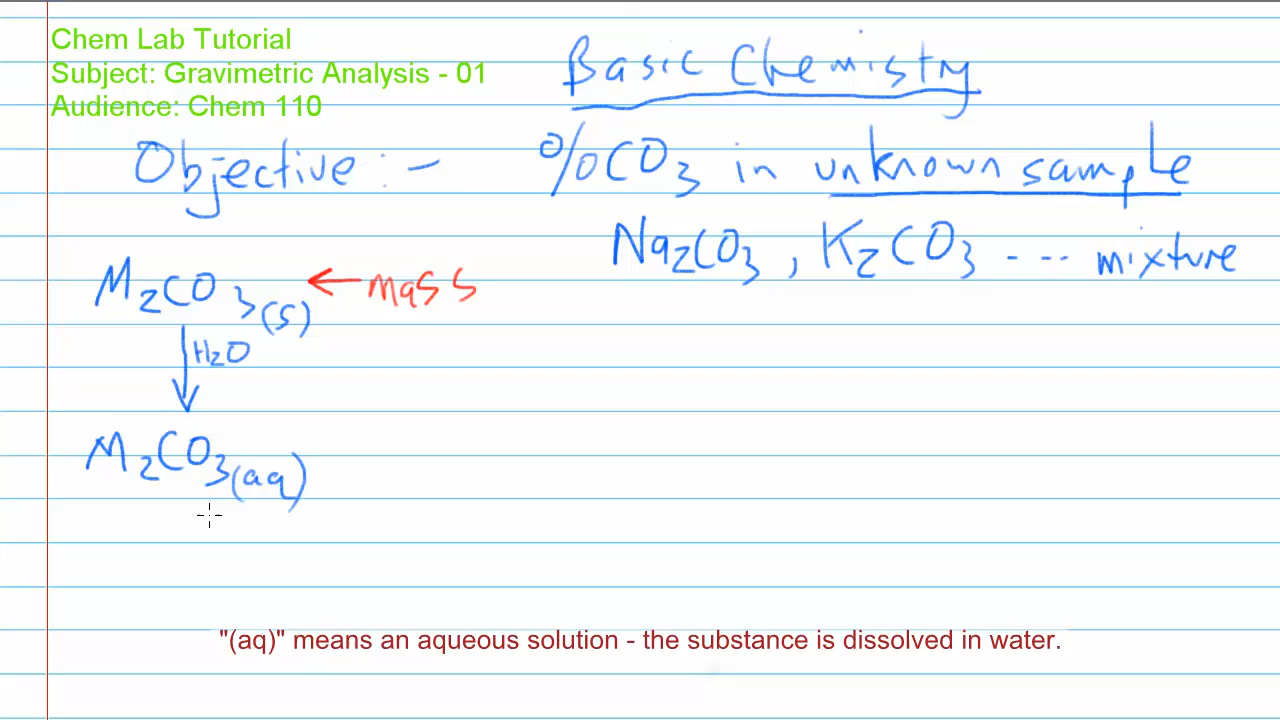 Chem Lab Tutorial
Subject: Gravimetric Analysis - 01
Audience: Chem 110
Basic Chemistry
Objective :- %CO3 in unknown sample
Na2CO3, K2CO3 ... mixture
M2CO3(s) ← mass
↓ H2O
M2CO3(aq)
"(aq)" means an aqueous solution - the substance is dissolved in water.